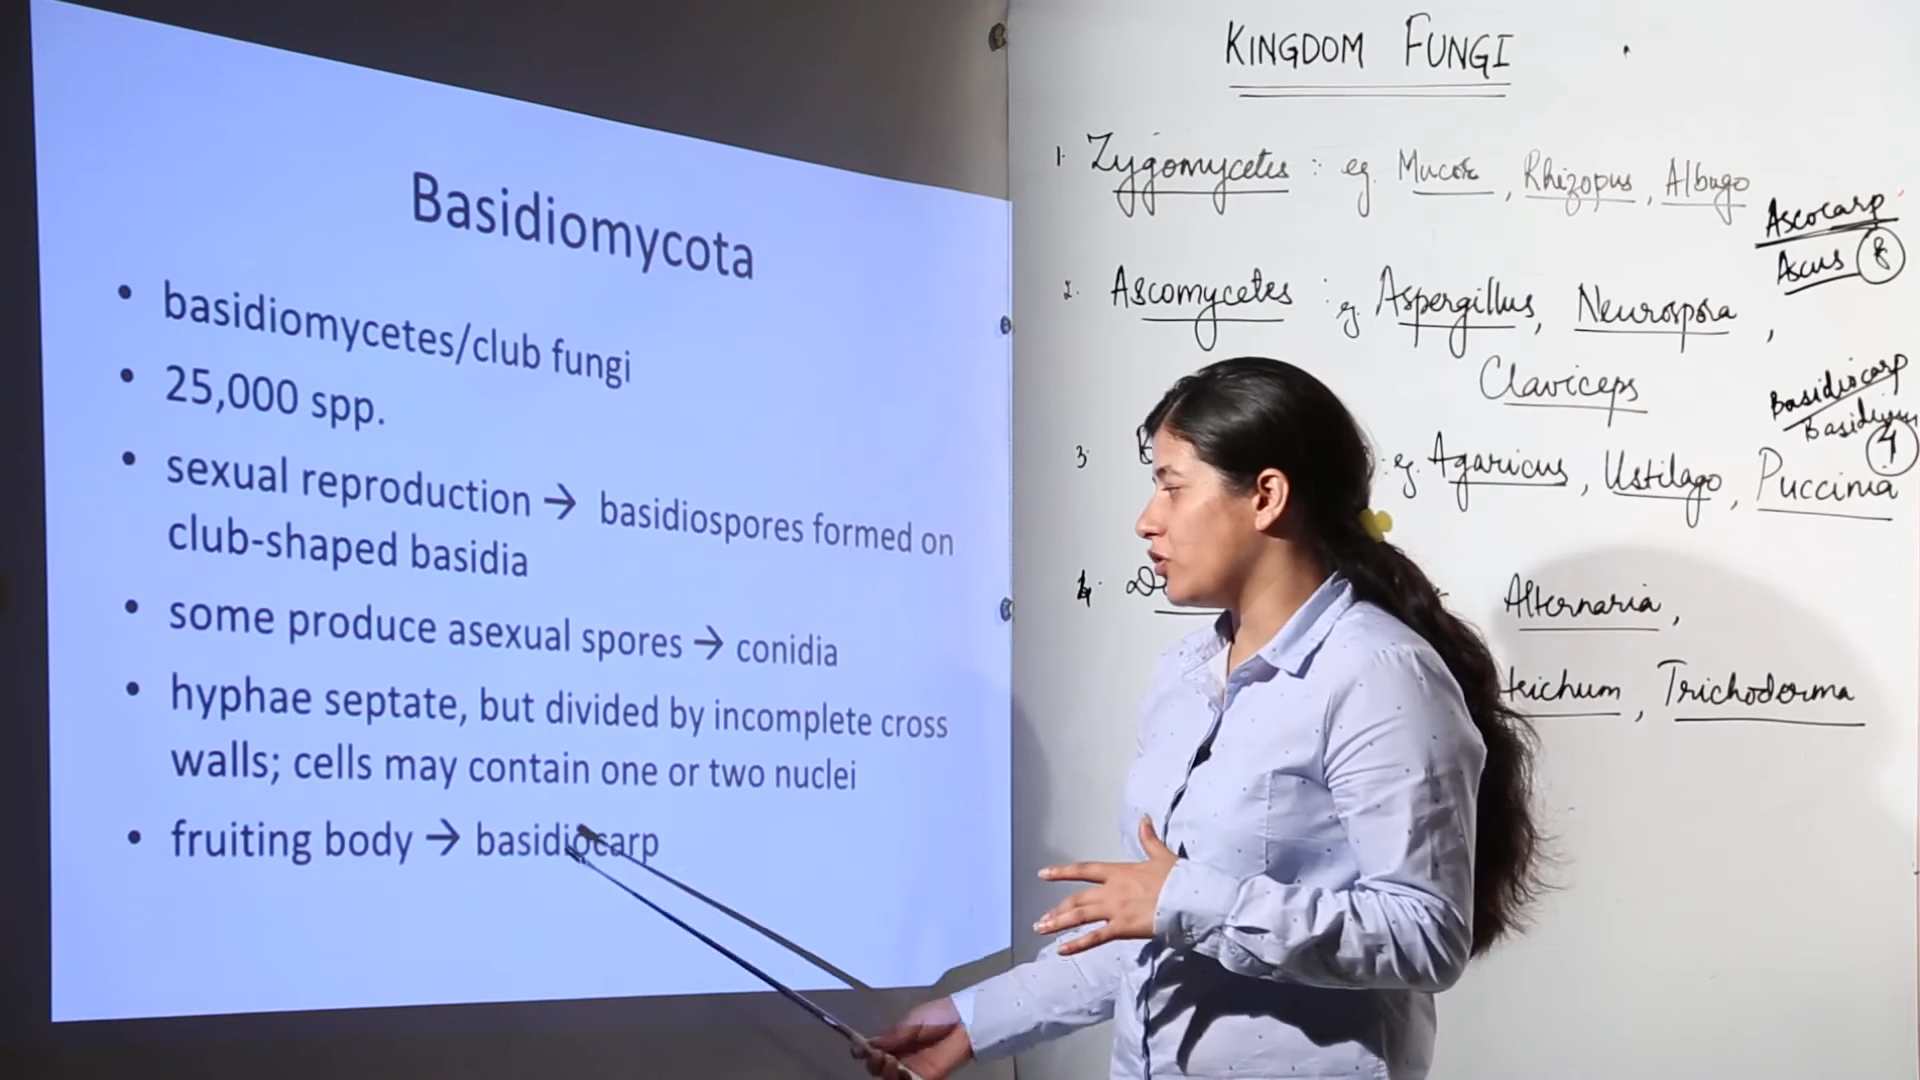 Basidiomycota
• basidiomycetes/club fungi
• 25,000 spp.
• sexual reproduction → basidiospores formed on
club-shaped basidia
• some produce asexual spores → conidia
• hyphae septate, but divided by incomplete cross
walls; cells may contain one or two nuclei
• fruiting body → basidiocarp
KINGDOM FUNGI
1. Zygomycetes : eg. Mucor, Rhizopus, Albugo
Ascocarp
Ascus 8
2. Ascomycetes : eg. Aspergillus, Neurospora,
Claviceps
Basidiocarp
Basidium
4
3. : eg. Agaricus, Ustilago, Puccinia
4. Alternaria,
trichum, Trichoderma